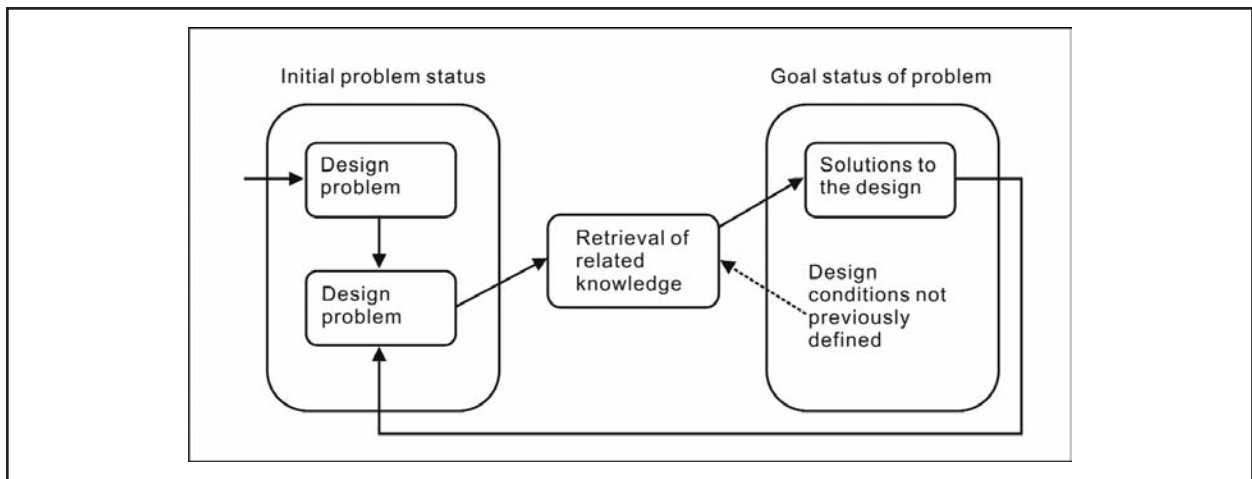 Initial problem status
Goal status of problem
Design
problem
Solutions to
the design
Retrieval of
related
knowledge
Design
problem
Design
conditions not
previously
defined